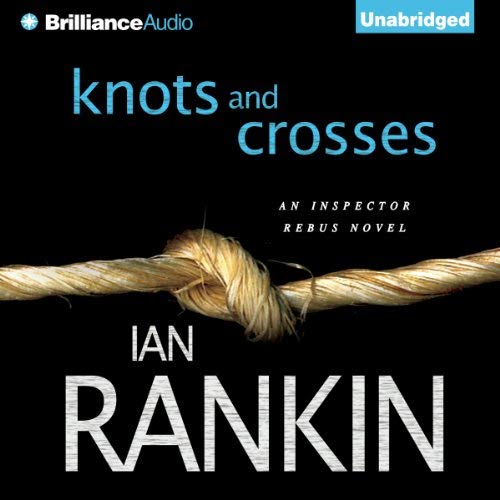 BrillianceAudio
Unabridged
knots and
crosses
AN INSPECTOR
REBUS NOVEL
IAN
RANKIN